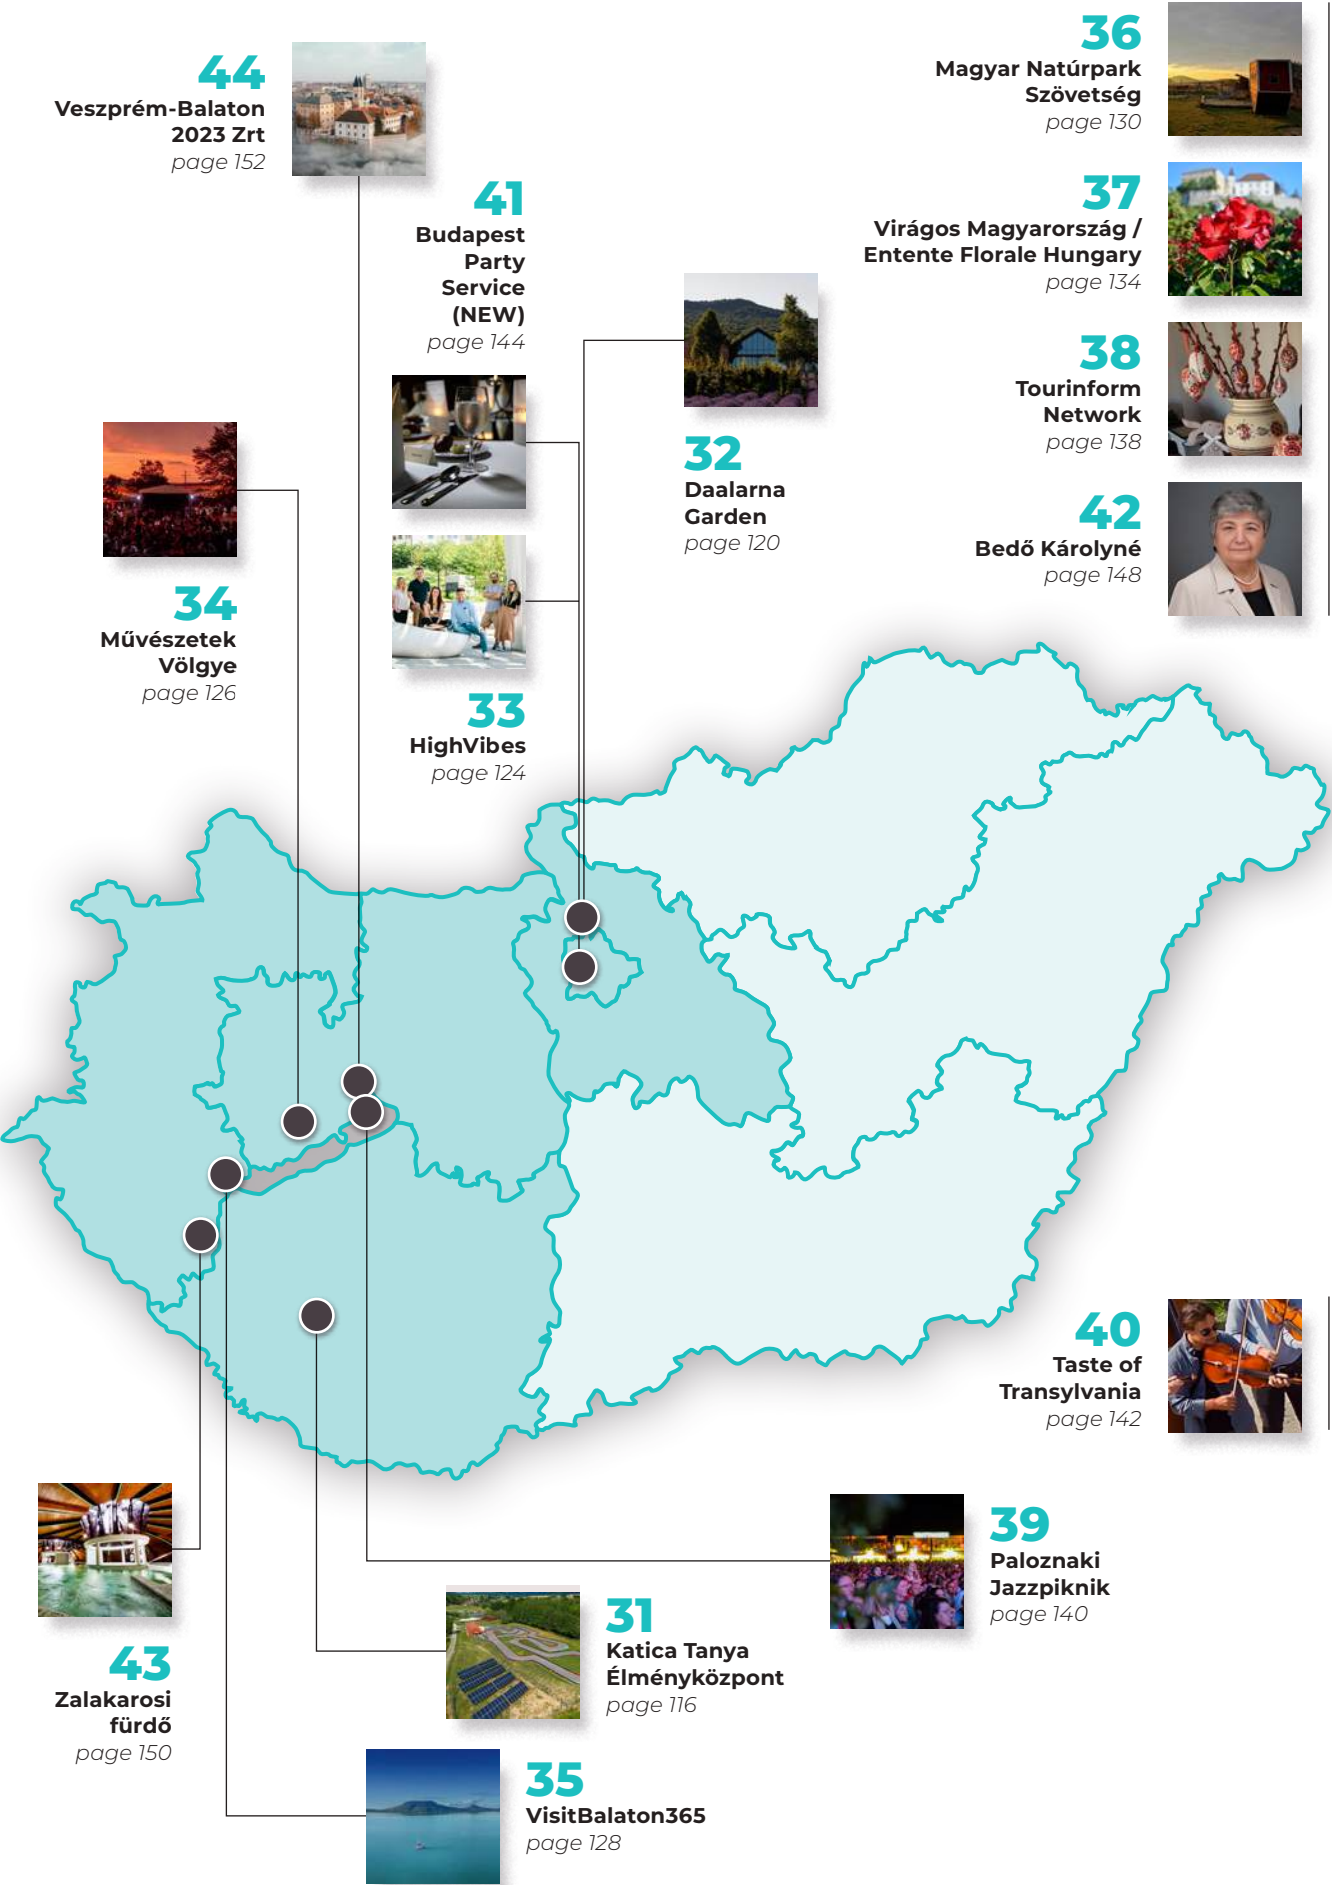 44
Veszprém-Balaton
2023 Zrt
page 152
41
Budapest
Party
Service
(NEW)
page 144
36
Magyar Natúrpark
Szövetség
page 130
37
Virágos Magyarország /
Entente Florale Hungary
page 134
38
Tourinform
Network
page 138
42
Bedő Károlyné
page 148
32
Daalarna
Garden
page 120
34
Művészetek
Völgye
page 126
33
HighVibes
page 124
40
Taste of
Transylvania
page 142
39
Paloznaki
Jazzpiknik
page 140
31
Katica Tanya
Élményközpont
page 116
43
Zalakarosi
fürdő
page 150
35
VisitBalaton365
page 128